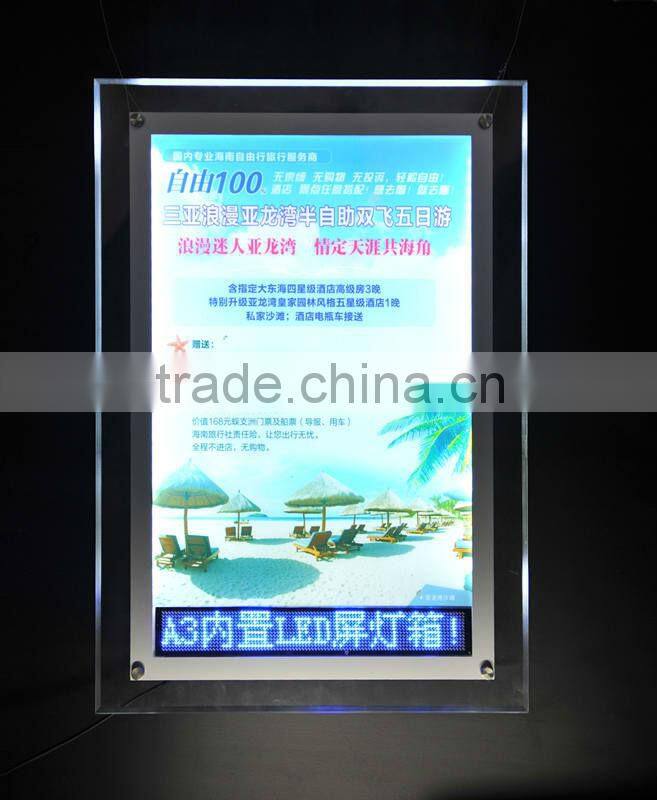 国内专业海南自由行旅行服务商
自由100%
无景点 无购物 无投诉，轻松自由！
酒店 景点任意搭配！想去哪！就去哪！
三亚浪漫亚龙湾半自助双飞五日游
浪漫迷人亚龙湾 情定天涯共海角
含指定大东海四星级酒店高级房3晚
特别升级亚龙湾皇家园林风格五星级酒店1晚
私家沙滩：酒店电瓶车接送
赠送：
trade.china.cn
价值168元蜈支洲门票及船票（导报、用车）
海南旅行社责任险、让您出行无忧。
全程不进店，无购物。
A3内置LED屏灯箱！